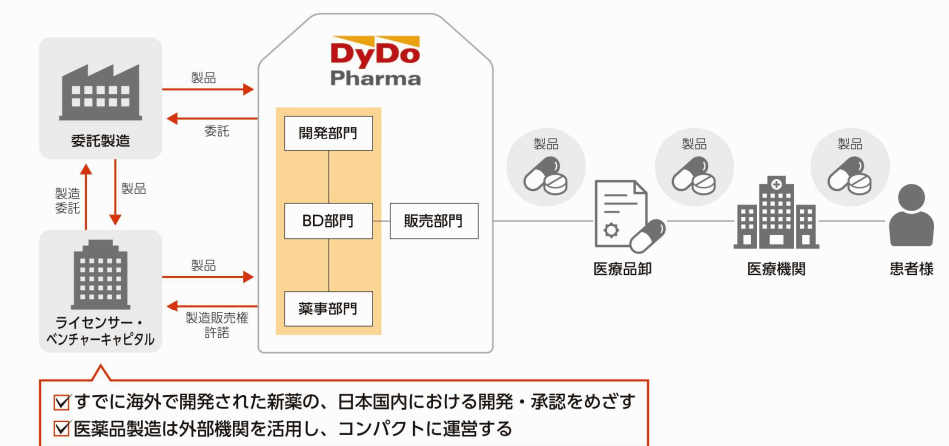 DyDo
Pharma
製品
委託
委託製造
製造
委託
製品
製品
製造販売権
許諾
ライセンサー・
ベンチャーキャピタル
開発部門
BD部門
販売部門
薬事部門
製品
製品
製品
医療品卸
医療機関
患者様
すでに海外で開発された新薬の、日本国内における開発・承認をめざす
医薬品製造は外部機関を活用し、コンパクトに運営する